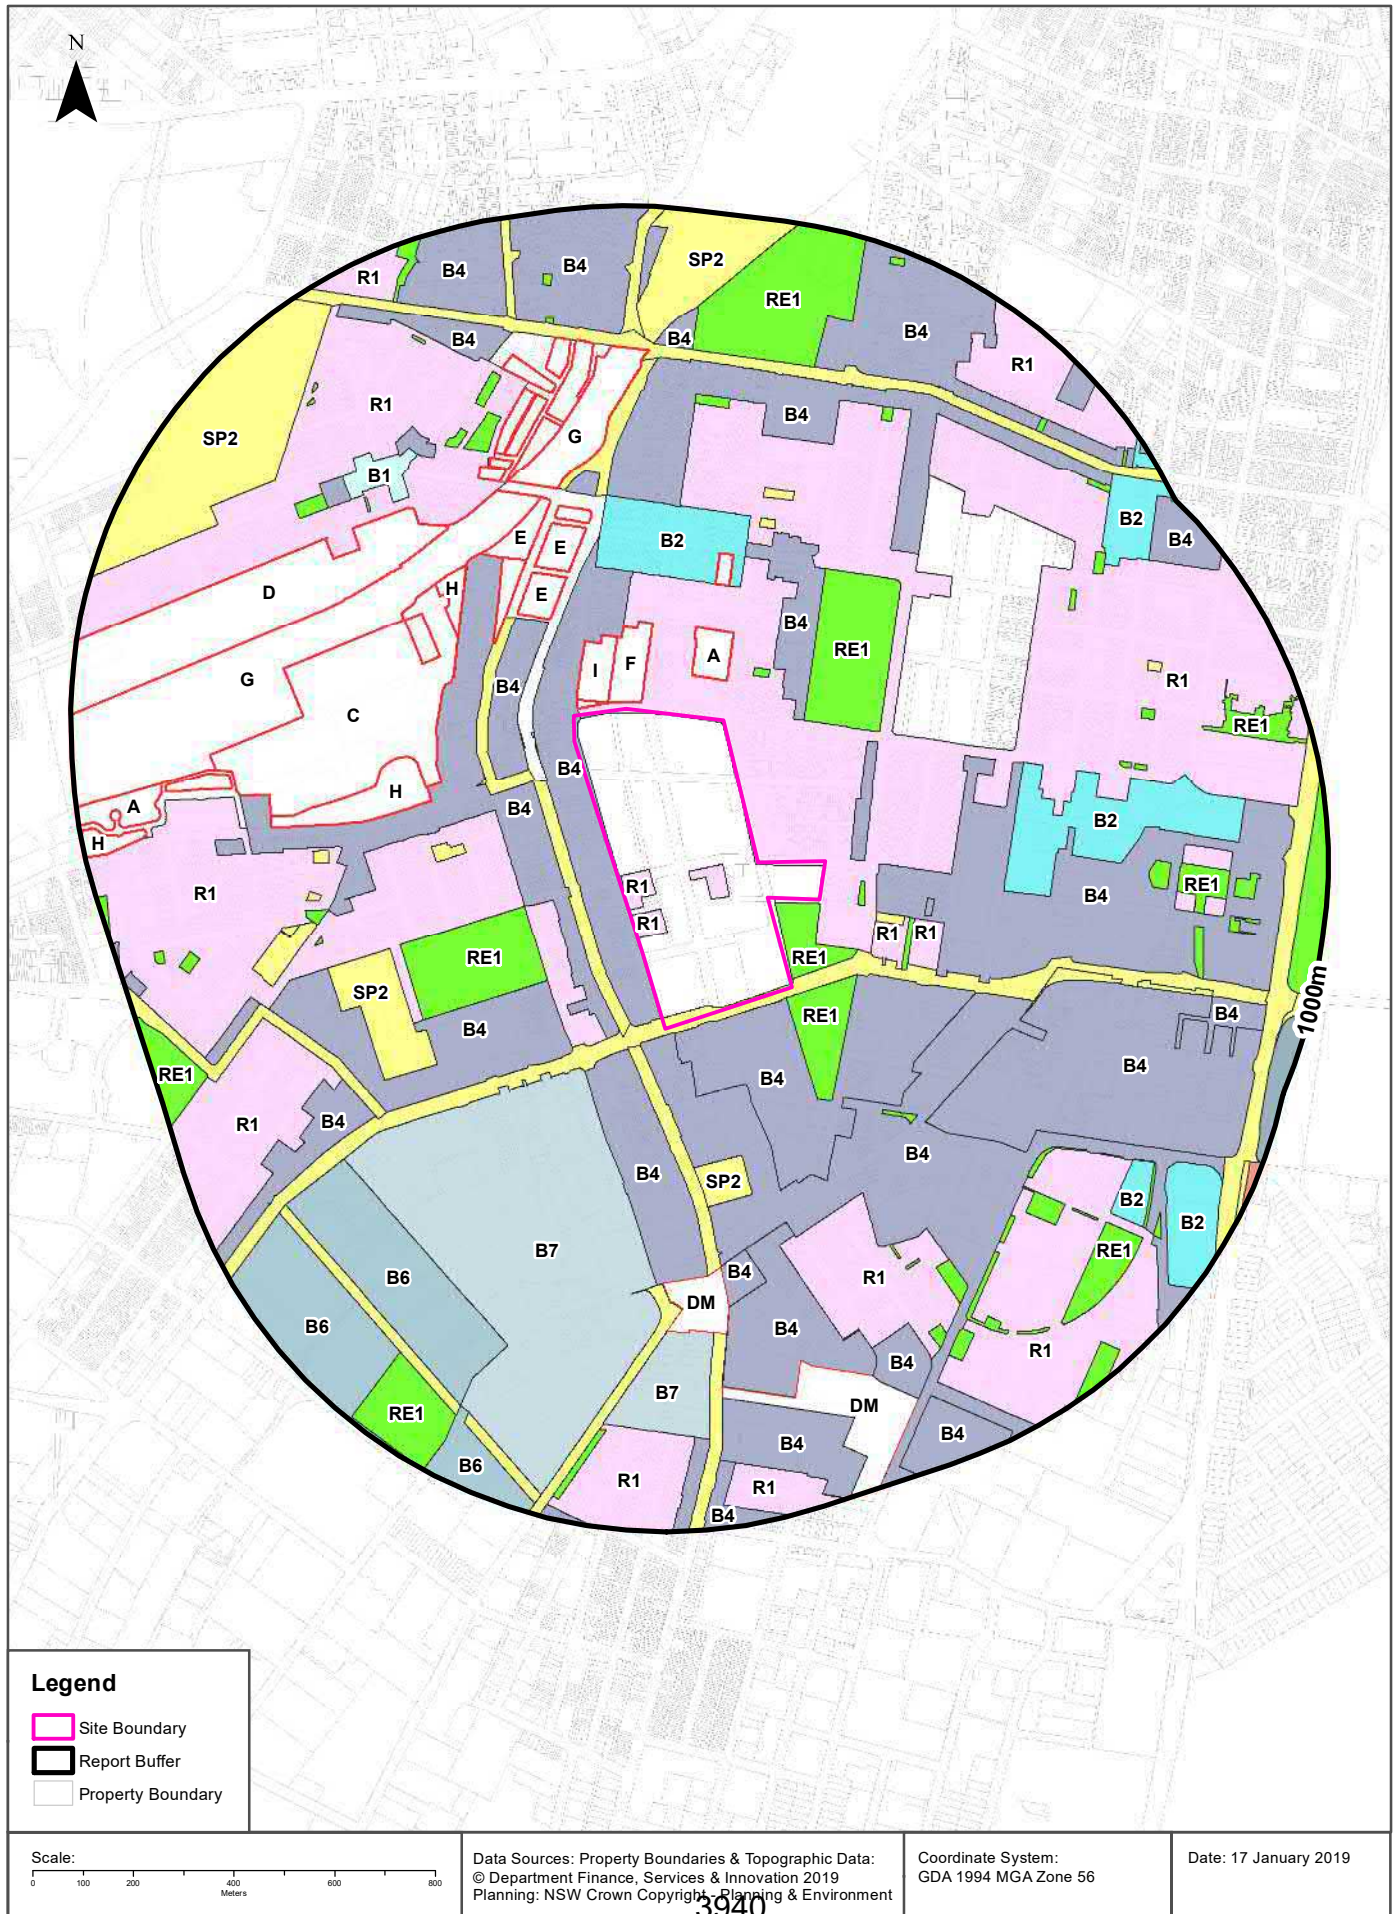 N
R1
B4
B4
SP2
RE1
B4
B4
B4
R1
R1
SP2
G
B4
B1
B2
B4
B2
E
E
E
H
D
B4
RE1
A
I
F
R1
G
B4
C
RE1
B4
H
A
B4
B2
H
R1
R1
R1
B4
RE1
R1
R1
RE1
RE1
SP2
1000m
B4
RE1
B4
RE1
B4
B4
R1
B4
B4
B4
SP2
B2
B2
B7
RE1
B6
R1
B4
DM
B6
B4
R1
B4
B7
DM
RE1
B4
B4
B6
R1
R1
B4
Legend
Site Boundary
Report Buffer
Property Boundary
Scale:
0 100 200 400 600 800
Meters
Data Sources: Property Boundaries & Topographic Data:
© Department Finance, Services & Innovation 2019
Planning: NSW Crown Copyright - Planning & Environment
3940
Coordinate System:
GDA 1994 MGA Zone 56
Date: 17 January 2019